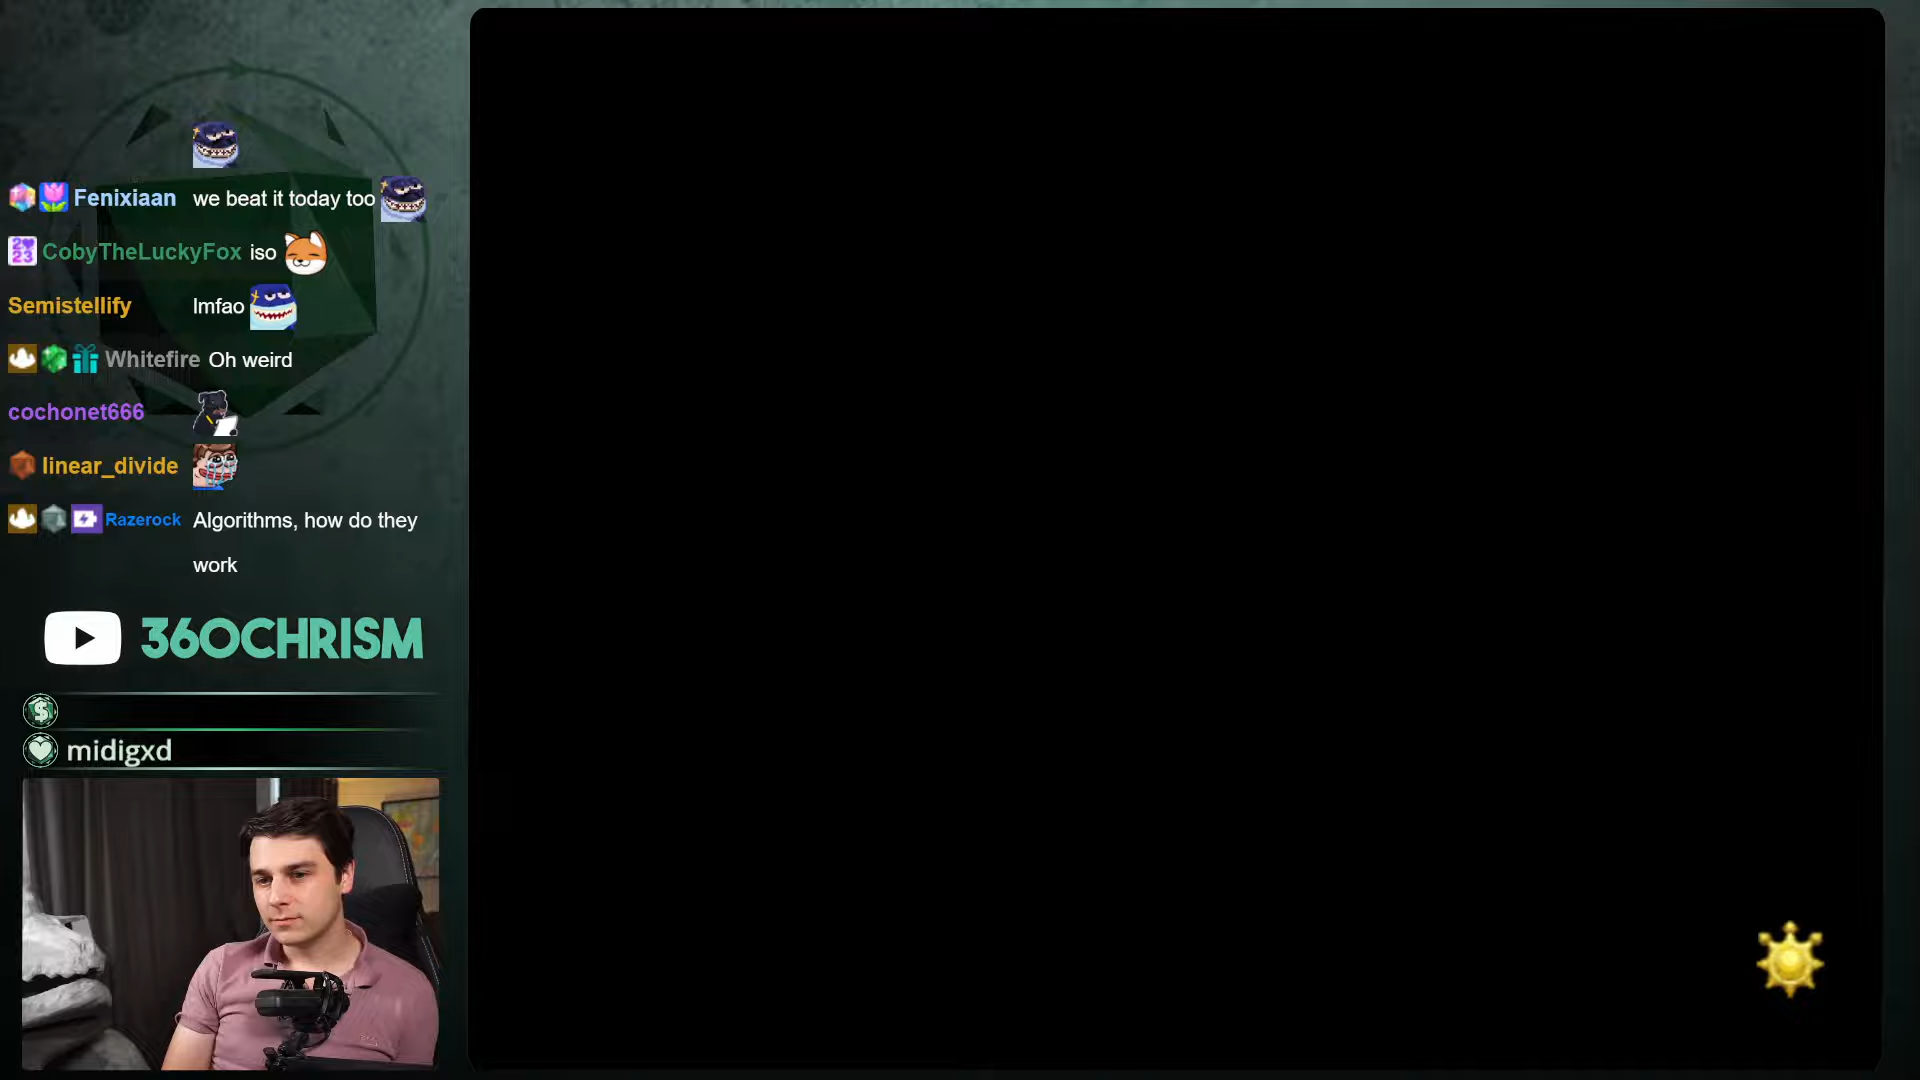 Fenixiaan we beat it today too
2023
CobyTheLuckyFox iso
Semistellify lmfao
Whitefire Oh weird
cochonet666
linear_divide
Razerock Algorithms, how do they
work
360CHRISM
$
midigxd